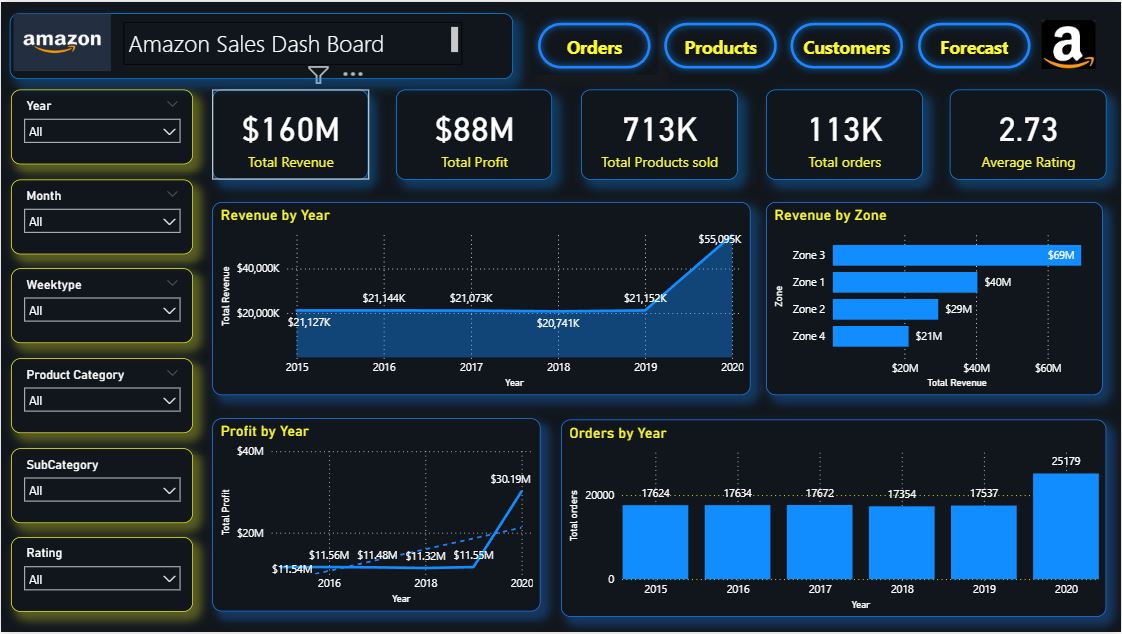 amazon
Amazon Sales Dash Board
Orders
Products
Customers
Forecast
a
Year
All
Month
All
Weektype
All
Product Category
All
SubCategory
All
Rating
All
$160M
Total Revenue
$88M
Total Profit
713K
Total Products sold
113K
Total orders
2.73
Average Rating
Revenue by Year
Total Revenue
$40,000K
$20,000K
$21,127K
$21,144K
$21,073K
$20,741K
$21,152K
$55,095K
2015
2016
2017
2018
2019
2020
Year
Revenue by Zone
Zone
Zone 3
$69M
Zone 1
$40M
Zone 2
$29M
Zone 4
$21M
$20M
$40M
$60M
Total Revenue
Profit by Year
Total Profit
$40M
$20M
$11.54M
$11.56M
$11.48M
$11.32M
$11.55M
$30.19M
2016
2018
2020
Year
Orders by Year
Total orders
20000
0
17624
17634
17672
17354
17537
25179
2015
2016
2017
2018
2019
2020
Year